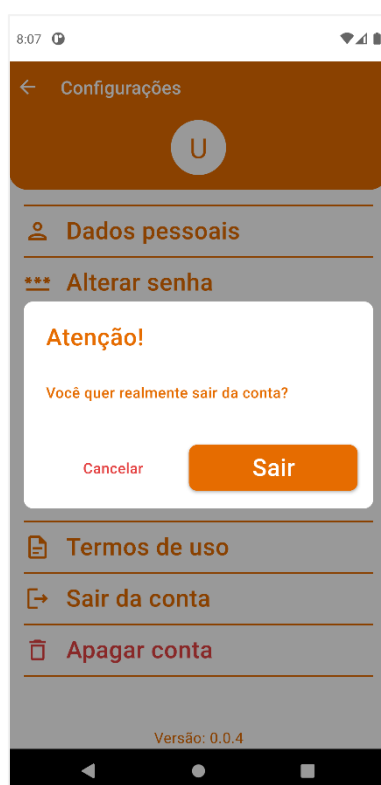 8:07
Configurações
U
Dados pessoais
*** Alterar senha
Atenção!
Você quer realmente sair da conta?
Cancelar Sair
Termos de uso
Sair da conta
Apagar conta
Versão: 0.0.4